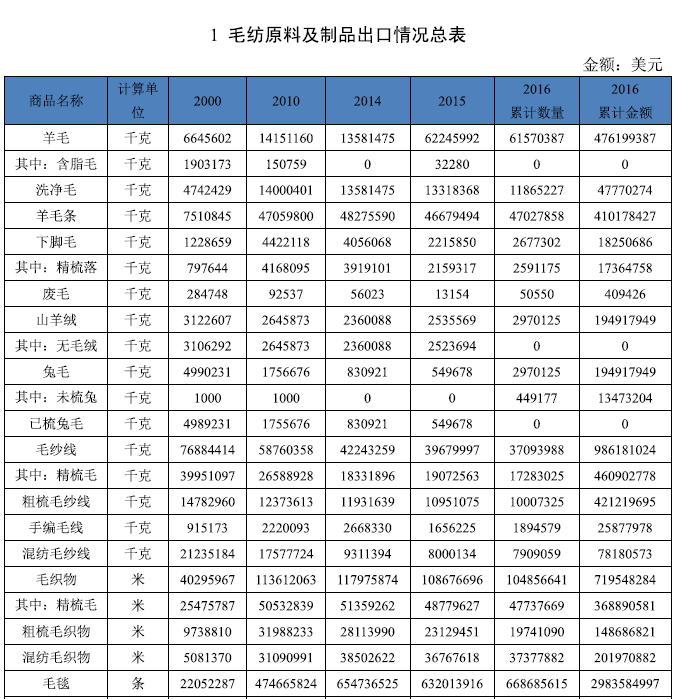 1 毛纺原料及制品出口情况总表
金额：美元
商品名称 计算单位 2000 2010 2014 2015 2016累计数量 2016累计金额
羊毛 千克 6645602 14151160 13581475 62245992 61570387 476199387
其中：含脂毛 千克 1903173 150759 0 32280 0 0
洗净毛 千克 4742429 14000401 13581475 13318368 11865227 47770274
羊毛条 千克 7510845 47059800 48275590 46679494 47027858 410178427
下脚毛 千克 1228659 4422118 4056068 2215850 2677302 18250686
其中：精梳落 千克 797644 4168095 3919101 2159317 2591175 17364758
废毛 千克 284748 92537 56023 13154 50550 409426
山羊绒 千克 3122607 2645873 2360088 2535569 2970125 194917949
其中：无毛绒 千克 3106292 2645873 2360088 2523694 0 0
兔毛 千克 4990231 1756676 830921 549678 2970125 194917949
其中：未梳兔 千克 1000 1000 0 0 449177 13473204
已梳兔毛 千克 4989231 1755676 830921 549678 0 0
毛纱线 千克 76884414 58760358 42243259 39679997 37093988 986181024
其中：精梳毛 千克 39951097 26588928 18331896 19072563 17283025 460902778
粗梳毛纱线 千克 14782960 12373613 11931639 10951075 10007325 421219695
手编毛线 千克 915173 2220093 2668330 1656225 1894579 25877978
混纺毛纱线 千克 21235184 17577724 9311394 8000134 7909059 78180573
毛织物 米 40295967 113612063 117975874 108676696 104856641 719548284
其中：精梳毛 米 25475787 50532839 51359262 48779627 47737669 368890581
粗梳毛织物 米 9738810 31988233 28113990 23129451 19741090 148686821
混纺毛织物 米 5081370 31090991 38502622 36767618 37377882 201970882
毛毯 条 22052287 474665824 654736525 632013916 668685615 2983584997